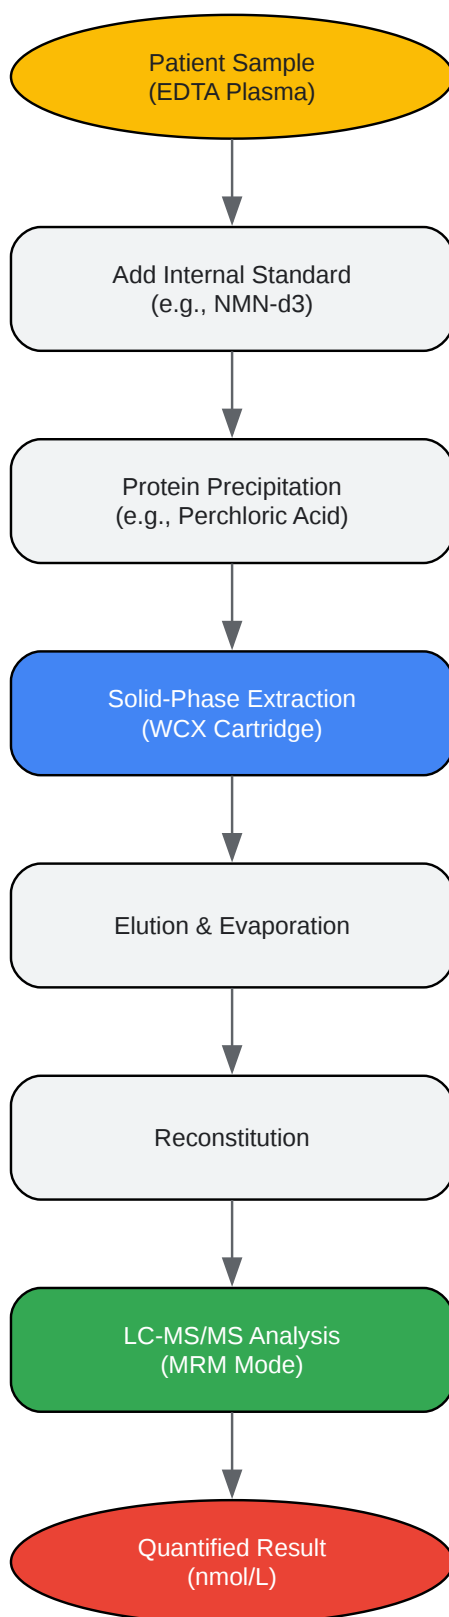 Patient Sample
(EDTA Plasma)
Add Internal Standard
(e.g., NMN-d3)
Protein Precipitation
(e.g., Perchloric Acid)
Solid-Phase Extraction
(WCX Cartridge)
Elution & Evaporation
Reconstitution
LC-MS/MS Analysis
(MRM Mode)
Quantified Result
(nmol/L)